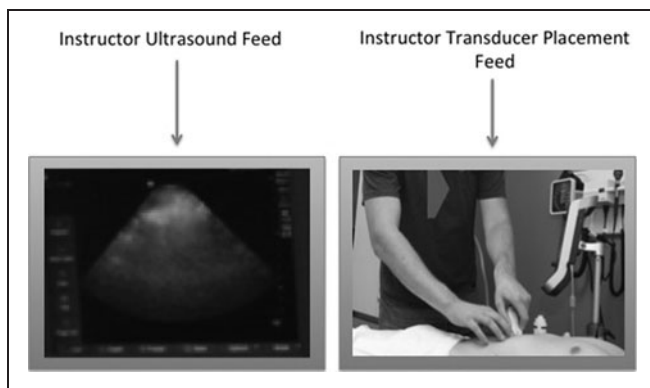 Instructor Ultrasound Feed
Instructor Transducer Placement
Feed